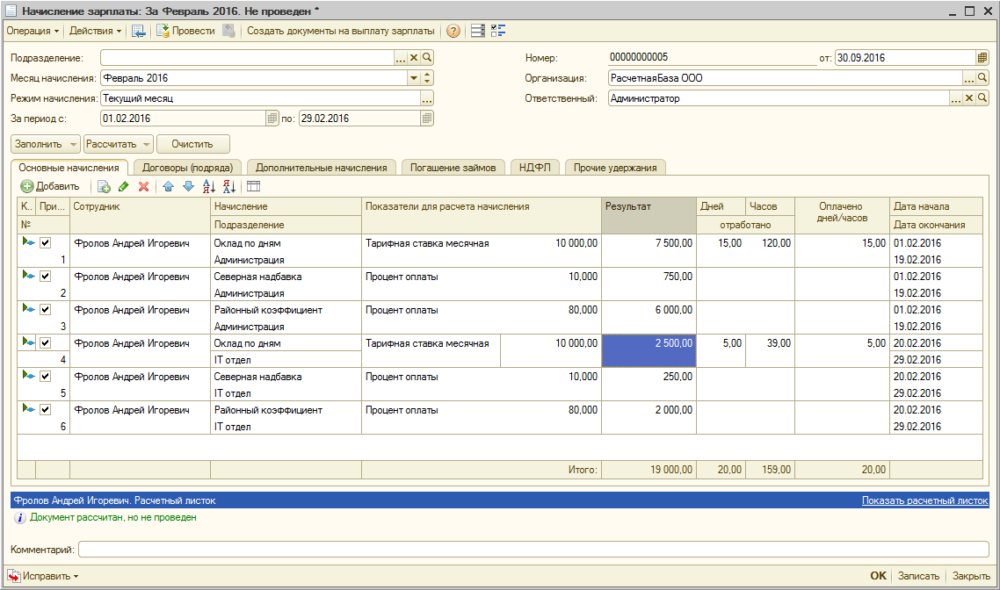 Начисление зарплаты: За Февраль 2016. Не проведен *
Операция Действия Провести Создать документы на выплату зарплаты
Подразделение: Номер: 00000000005 от: 30.09.2016
Месяц начисления: Февраль 2016 Организация: РасчетнаяБаза ООО
Режим начисления: Текущий месяц Ответственный: Администратор
За период с: 01.02.2016 по: 29.02.2016
Заполнить Рассчитать Очистить
Основные начисления Договоры (подряда) Дополнительные начисления Погашение займов НДФЛ Прочие удержания
Добавить
К.. При... Сотрудник Начисление Показатели для расчета начисления Результат Дней Часов Оплачено дней/часов Дата начала
№ Подразделение отработано Дата окончания
Фролов Андрей Игоревич Оклад по дням Тарифная ставка месячная 10 000,00 7 500,00 15,00 120,00 15,00 01.02.2016
1 Администрация 19.02.2016
Фролов Андрей Игоревич Северная надбавка Процент оплаты 10,000 750,00 01.02.2016
2 Администрация 19.02.2016
Фролов Андрей Игоревич Районный коэффициент Процент оплаты 80,000 6 000,00 01.02.2016
3 Администрация 19.02.2016
Фролов Андрей Игоревич Оклад по дням Тарифная ставка месячная 10 000,00 2 500,00 5,00 39,00 5,00 20.02.2016
4 IT отдел 29.02.2016
Фролов Андрей Игоревич Северная надбавка Процент оплаты 10,000 250,00 20.02.2016
5 IT отдел 29.02.2016
Фролов Андрей Игоревич Районный коэффициент Процент оплаты 80,000 2 000,00 20.02.2016
6 IT отдел 29.02.2016
Итого: 19 000,00 20,00 159,00 20,00
Фролов Андрей Игоревич. Расчетный листок Показать расчетный листок
Документ рассчитан, но не проведен
Комментарий:
Исправить OK Записать Закрыть